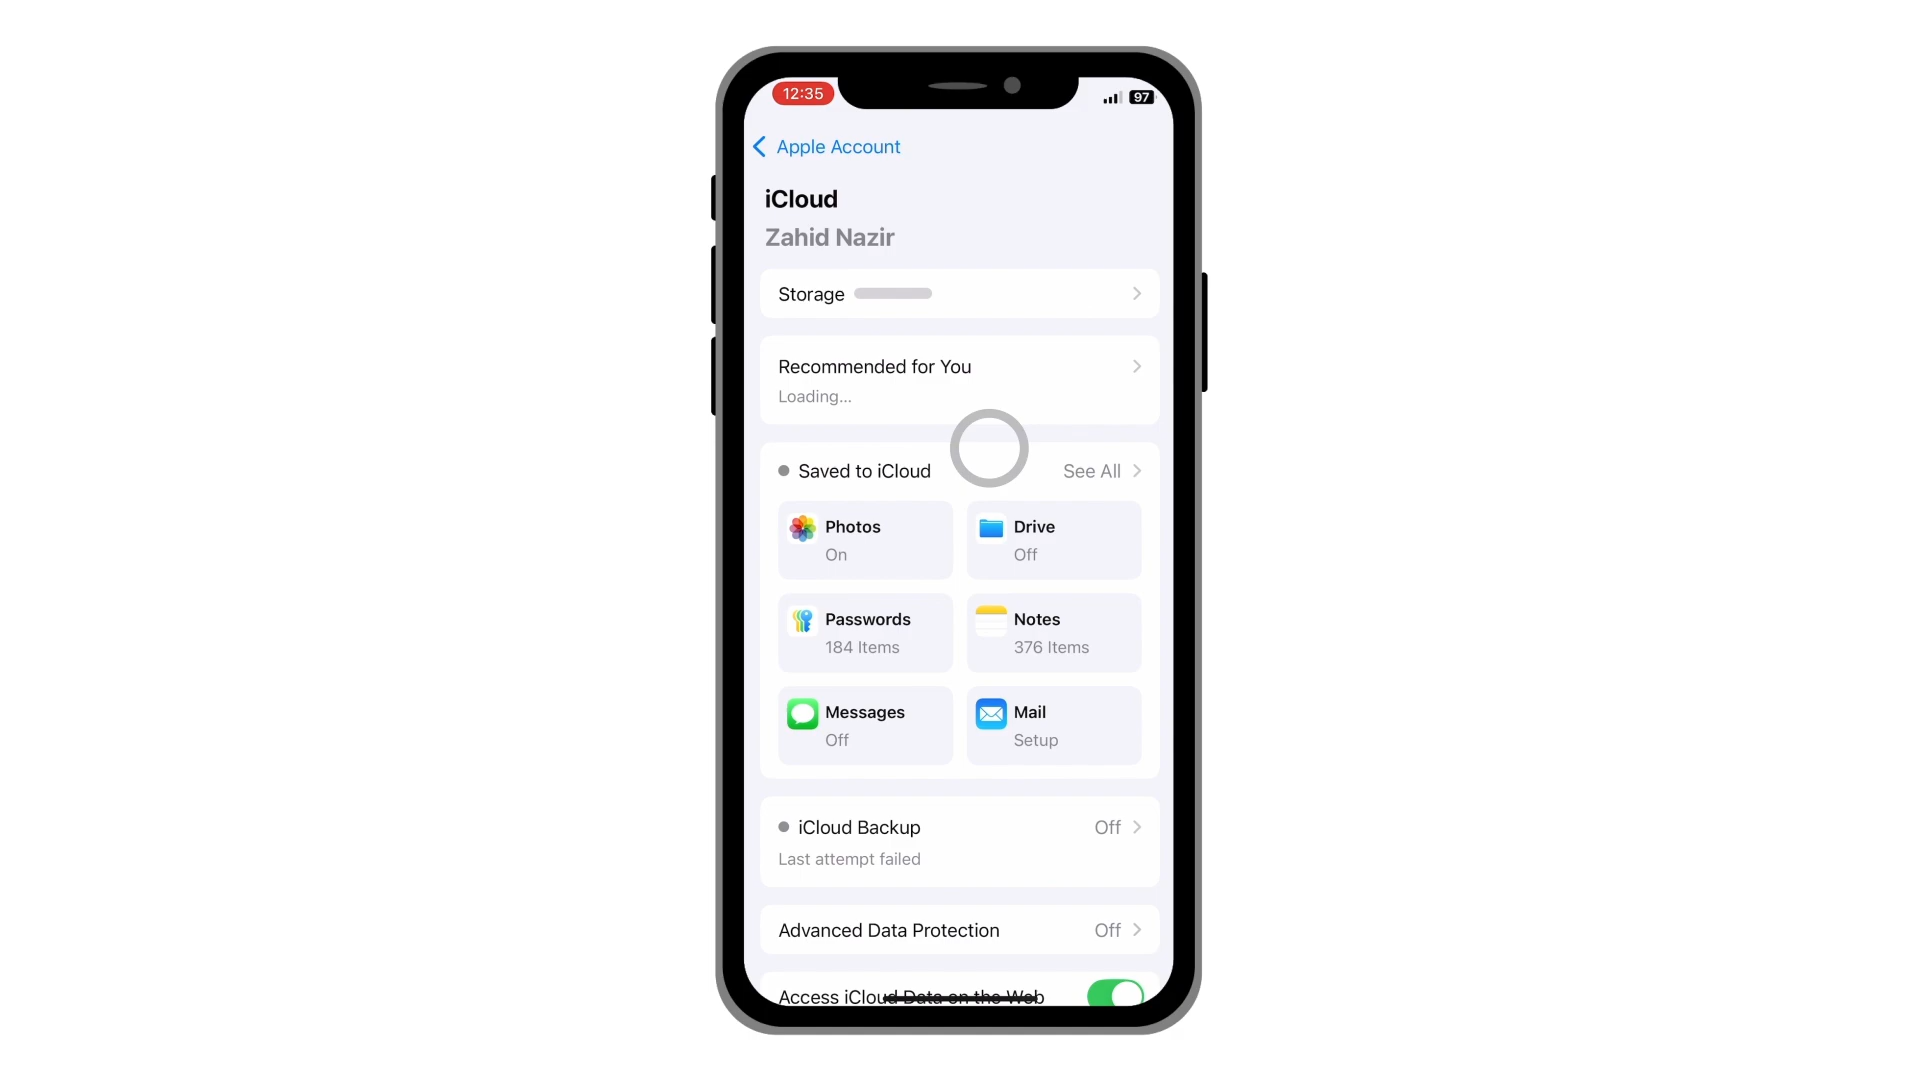 12:35
97
Apple Account
iCloud
Zahid Nazir
Storage
Recommended for You
Loading...
Saved to iCloud
See All
Photos
On
Drive
Off
Passwords
184 Items
Notes
376 Items
Messages
Off
Mail
Setup
iCloud Backup
Off
Last attempt failed
Advanced Data Protection
Off
Access iCloud Data on the Web